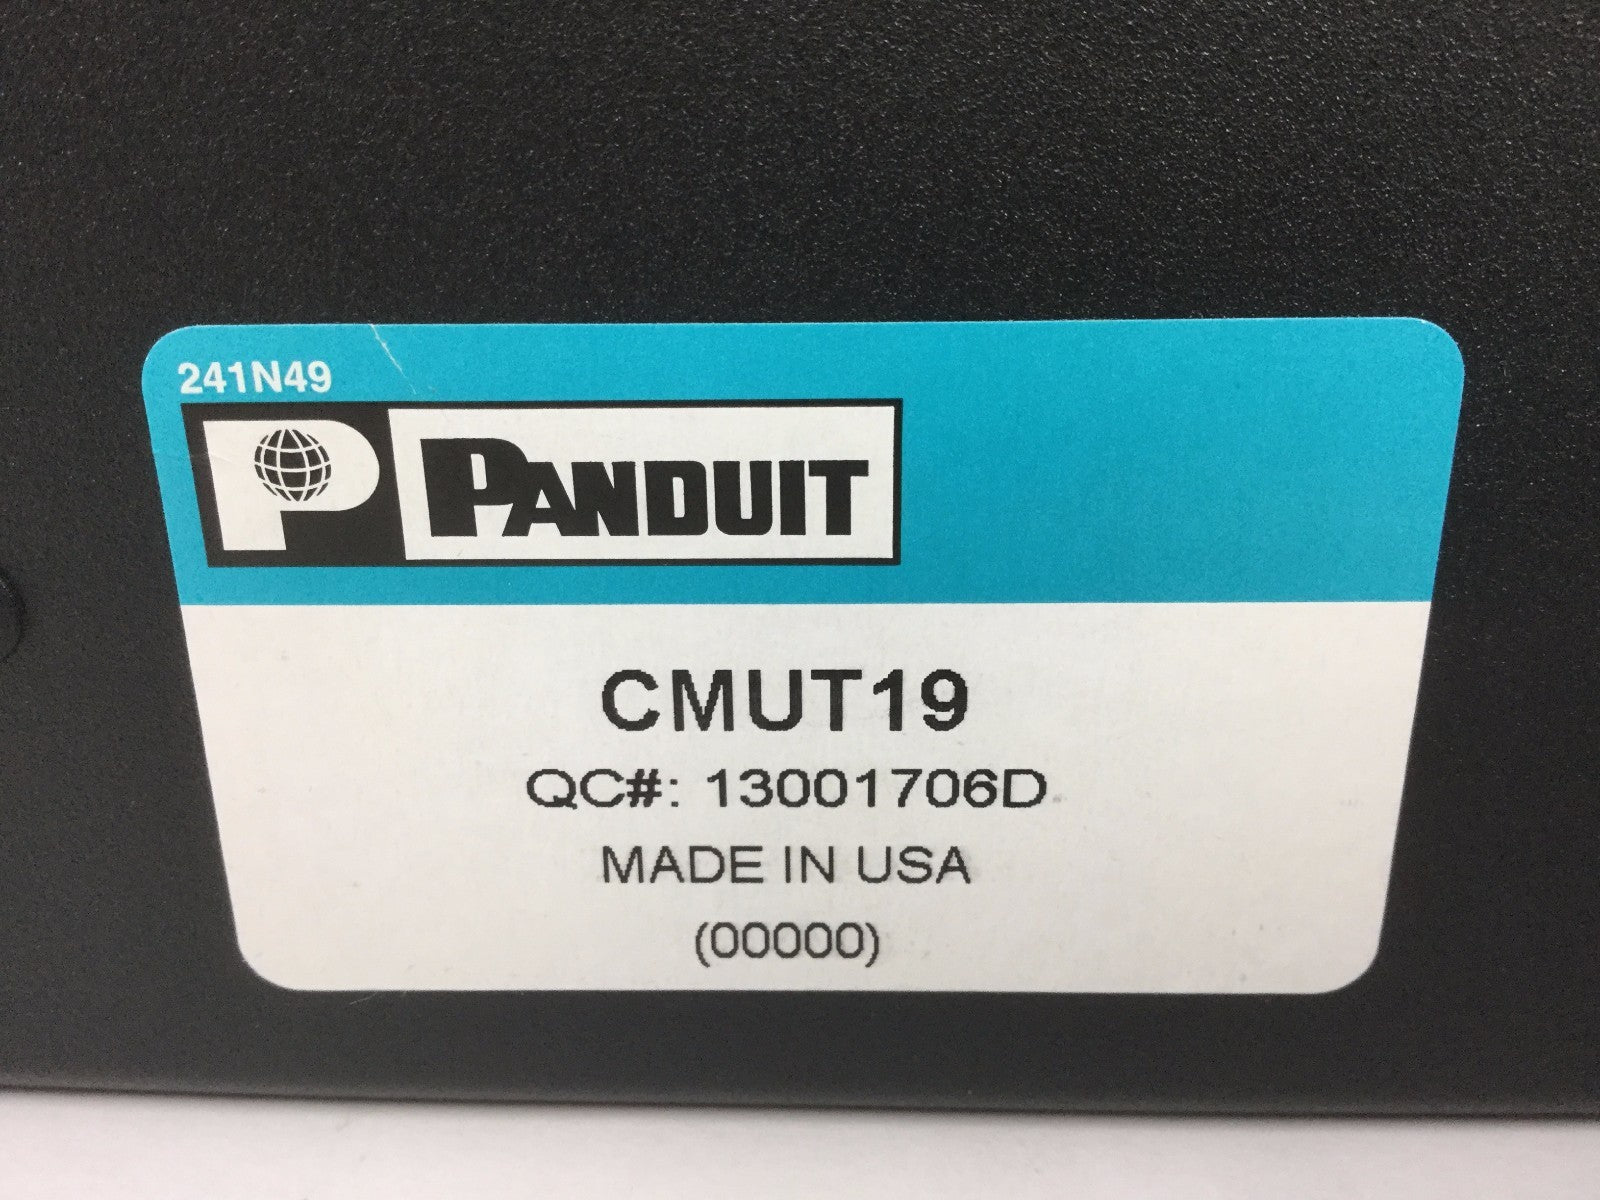 241N49
P PANDUIT
CMUT19
QC#: 13001706D
MADE IN USA
(00000)